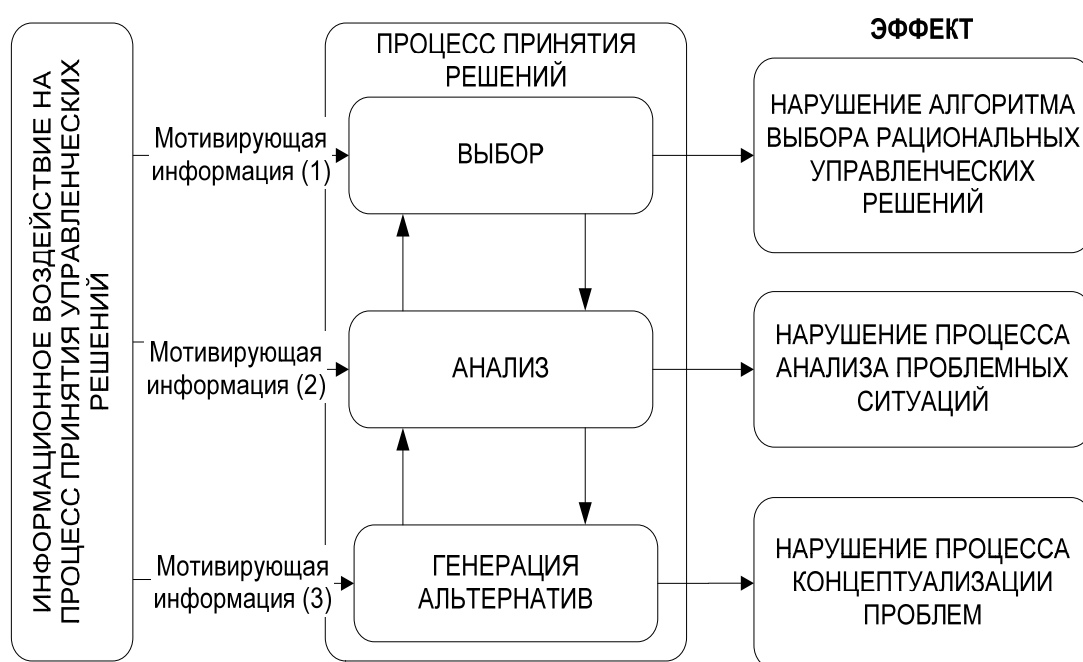 ИНФОРМАЦИОННОЕ ВОЗДЕЙСТВИЕ НА
ПРОЦЕСС ПРИНЯТИЯ УПРАВЛЕНЧЕСКИХ
РЕШЕНИЙ
ПРОЦЕСС ПРИНЯТИЯ
РЕШЕНИЙ
ЭФФЕКТ
Мотивирующая
информация (1)
ВЫБОР
НАРУШЕНИЕ АЛГОРИТМА
ВЫБОРА РАЦИОНАЛЬНЫХ
УПРАВЛЕНЧЕСКИХ
РЕШЕНИЙ
Мотивирующая
информация (2)
АНАЛИЗ
НАРУШЕНИЕ ПРОЦЕССА
АНАЛИЗА ПРОБЛЕМНЫХ
СИТУАЦИЙ
Мотивирующая
информация (3)
ГЕНЕРАЦИЯ
АЛЬТЕРНАТИВ
НАРУШЕНИЕ ПРОЦЕССА
КОНЦЕПТУАЛИЗАЦИИ
ПРОБЛЕМ